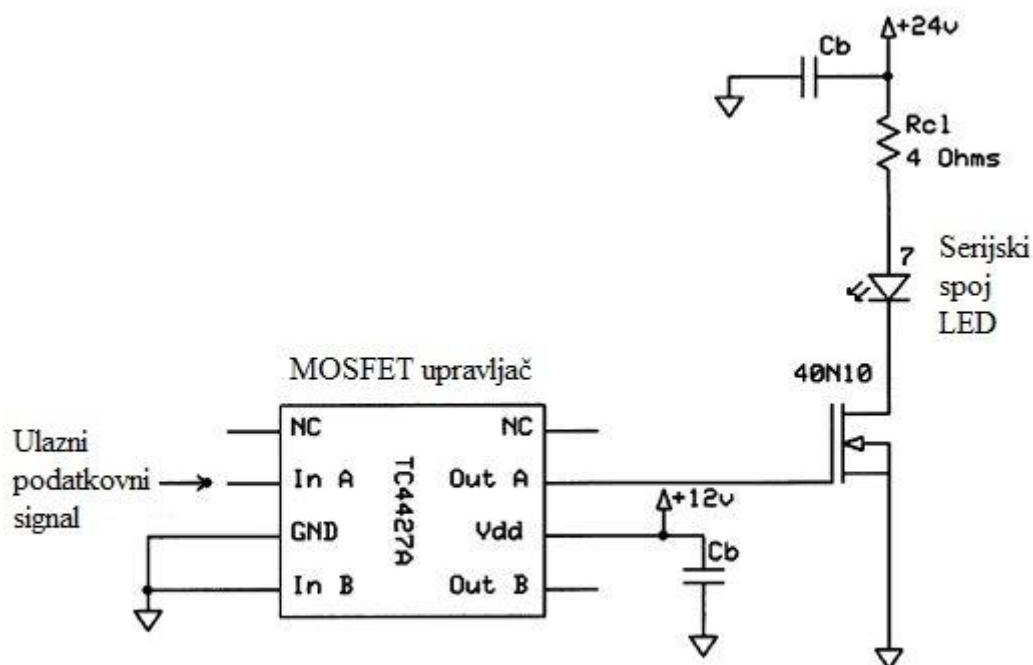 +24v
Cb
Rcl
4 Ohms
7
Serijski
spoj
LED
40N10
MOSFET upravljač
Ulazni
podatkovni
signal
NC
NC
In A
Out A
TC4427A
+12v
GND
Vdd
Cb
In B
Out B